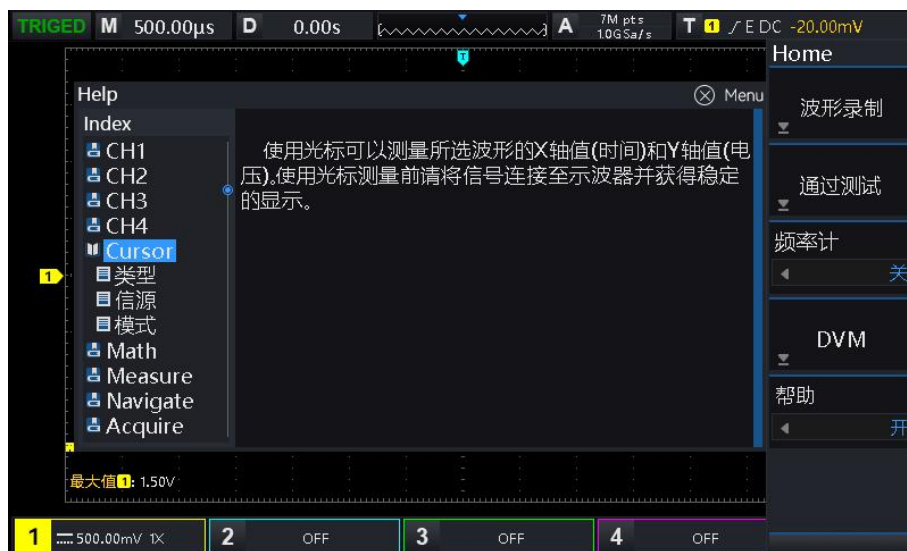 TRIGED M 500.00μs D 0.00s A 7M pts 1.0GSa/s T 1 E DC -20.00mV
T
Home
Help Menu
Index
CH1
CH2
CH3
CH4
Cursor
类型
信源
模式
Math
Measure
Navigate
Acquire
使用光标可以测量所选波形的X轴值(时间)和Y轴值(电
压)。使用光标测量前请将信号连接至示波器并获得稳定
的显示。
波形录制
通过测试
频率计
关
DVM
帮助
开
1
最大值1: 1.50V
1 500.00mV 1X 2 OFF 3 OFF 4 OFF